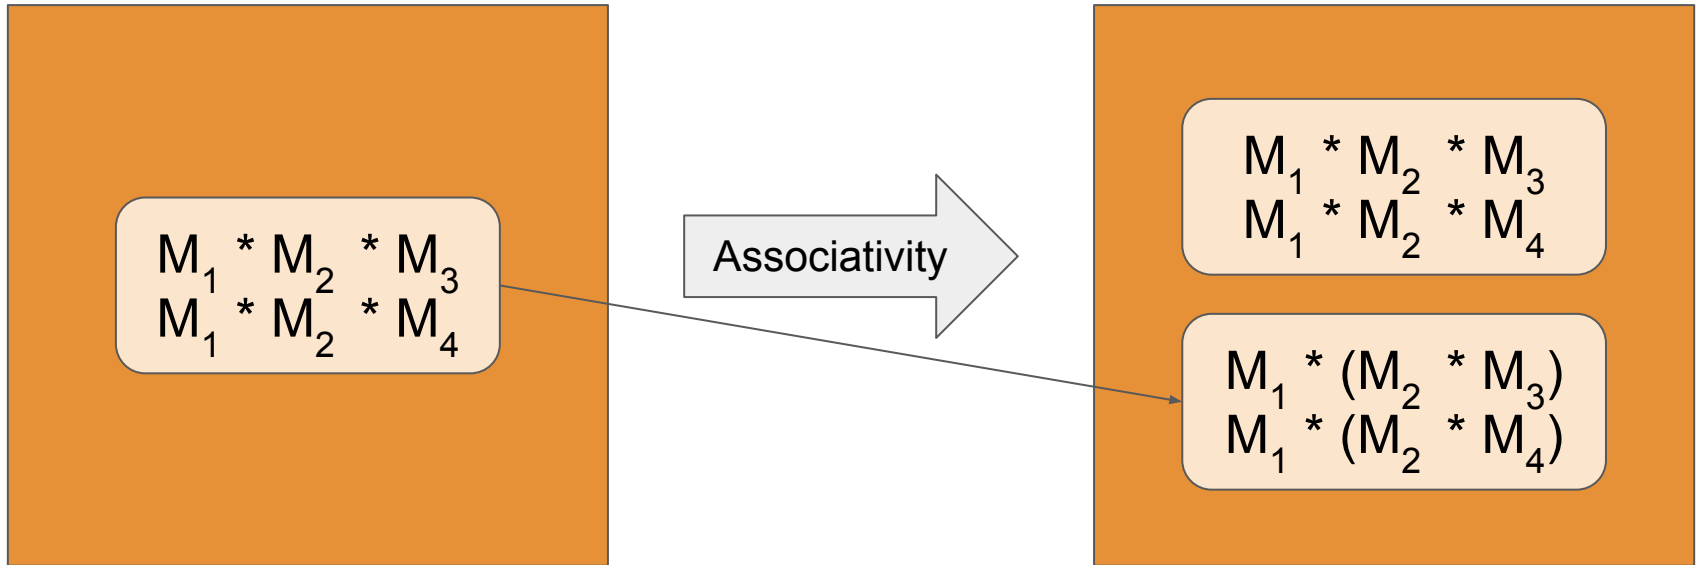 M₁ * M₂ * M₃
M₁ * M₂ * M₄
Associativity
M₁ * M₂ * M₃
M₁ * M₂ * M₄
M₁ * (M₂ * M₃)
M₁ * (M₂ * M₄)